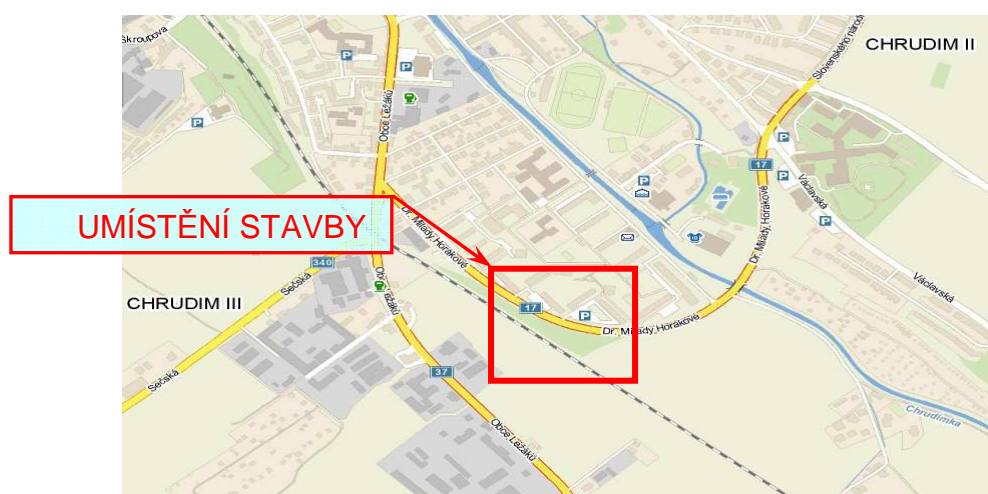 Škroupova
P
P
P
Obce Ležáků
Slovenského národ
CHRUDIM II
P
P
17
P
P
Václavská
P
UMÍSTĚNÍ STAVBY
Dr. Milady Horákové
Dr. Milady Horákové
340
Sečská
Obce Ležáků
Václavská
CHRUDIM III
17
P
Dr. Milady Horákové
37
Sečská
Chrudimka
Obce Ležáků